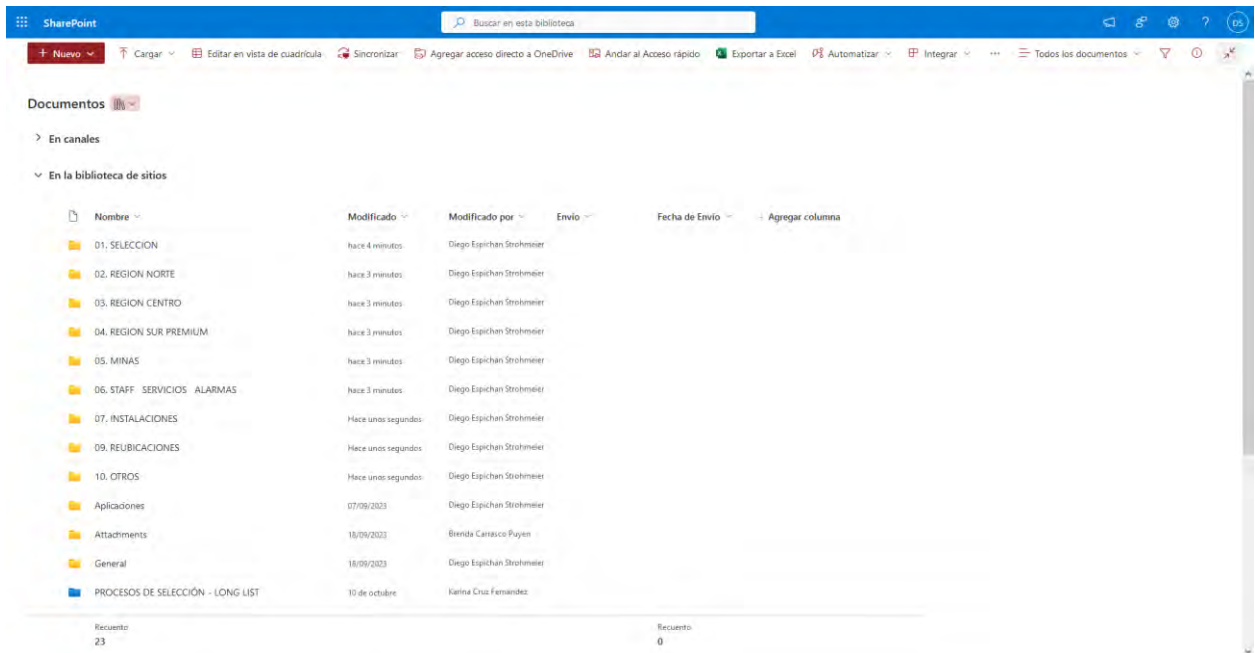 SharePoint
Buscar en esta biblioteca
DS
+ Nuevo
Cargar
Editar en vista de cuadrícula
Sincronizar
Agregar acceso directo a OneDrive
Andar al Acceso rápido
Exportar a Excel
Automatizar
Integrar
Todos los documentos
Documentos
En canales
En la biblioteca de sitios
Nombre Modificado Modificado por Envío Fecha de Envío + Agregar columna
01. SELECCION hace 4 minutos Diego Espichan Strohmeier
02. REGION NORTE hace 3 minutos Diego Espichan Strohmeier
03. REGION CENTRO hace 3 minutos Diego Espichan Strohmeier
04. REGION SUR PREMIUM hace 3 minutos Diego Espichan Strohmeier
05. MINAS hace 3 minutos Diego Espichan Strohmeier
06. STAFF SERVICIOS ALARMAS hace 3 minutos Diego Espichan Strohmeier
07. INSTALACIONES Hace unos segundos Diego Espichan Strohmeier
09. REUBICACIONES Hace unos segundos Diego Espichan Strohmeier
10. OTROS Hace unos segundos Diego Espichan Strohmeier
Aplicaciones 07/09/2023 Diego Espichan Strohmeier
Attachments 18/09/2023 Brenda Carrasco Puyen
General 18/09/2023 Diego Espichan Strohmeier
PROCESOS DE SELECCIÓN - LONG LIST 10 de octubre Karina Cruz Fernandez
Recuento Recuento
23 0